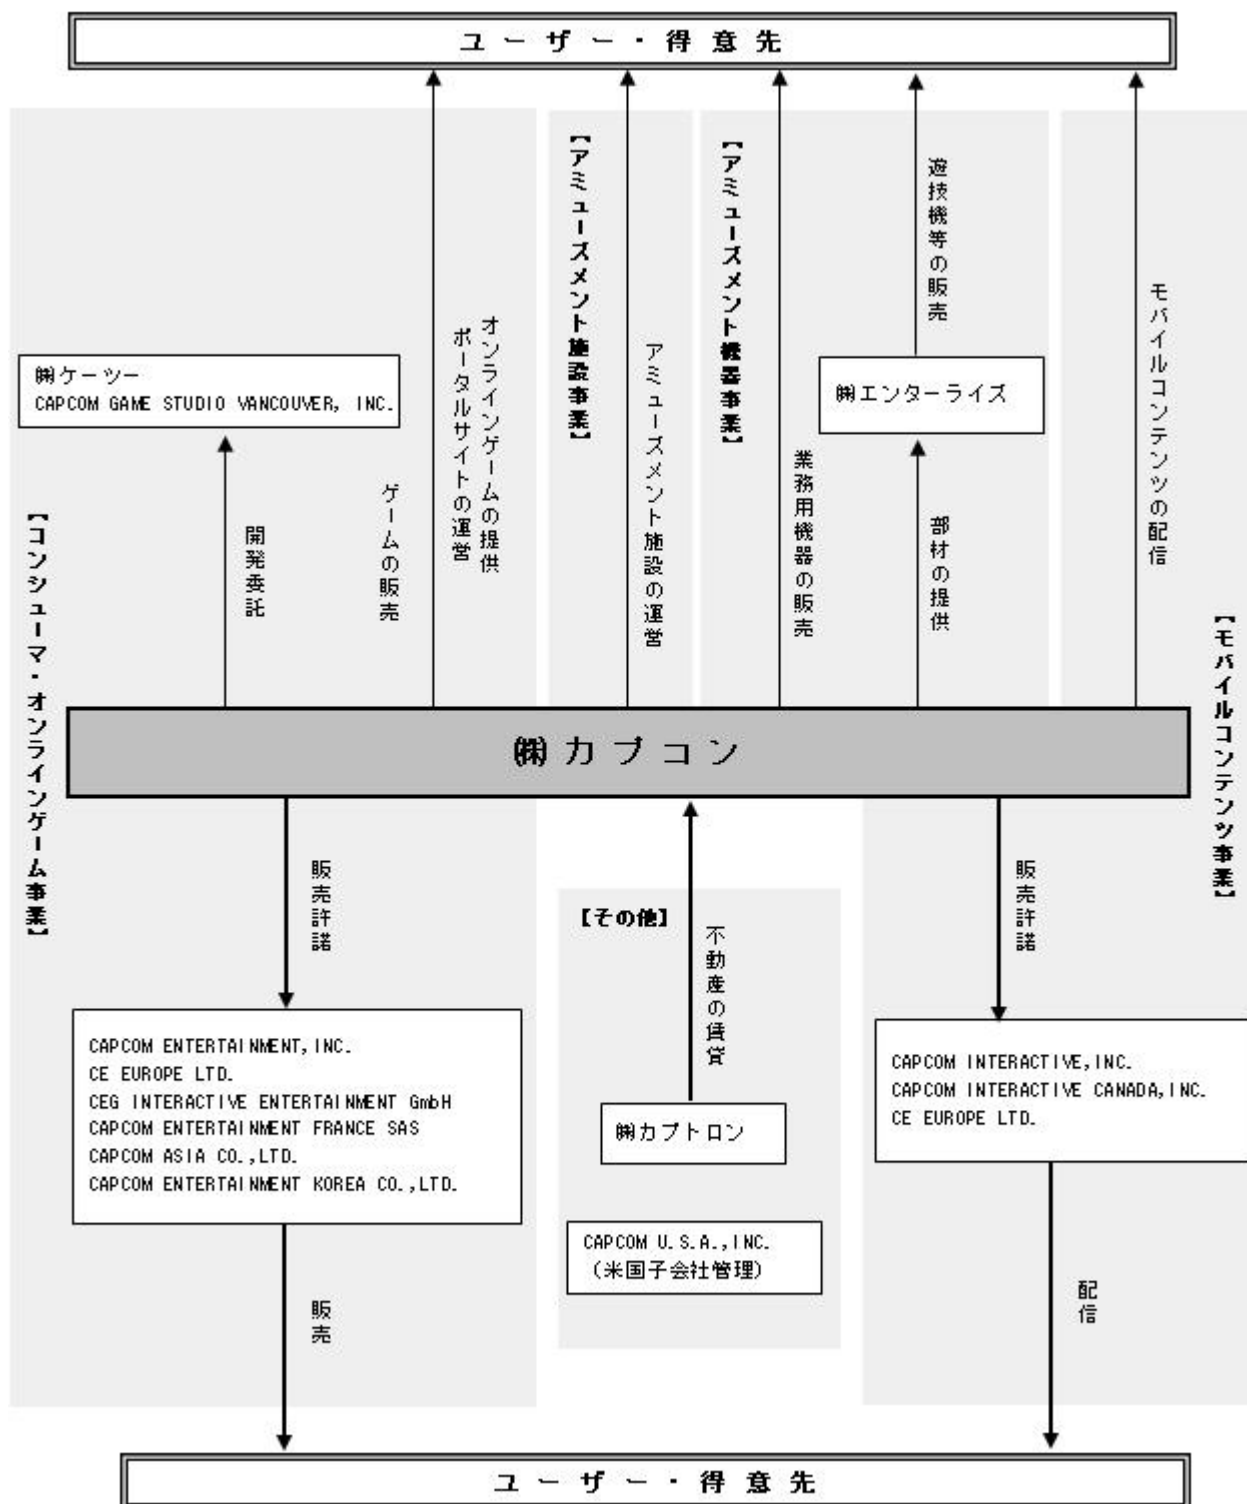 ユーザー・得意先
【コンシューマ・オンラインゲーム事業】
㈱ケーツー
CAPCOM GAME STUDIO VANCOUVER, INC.
開発委託
ゲームの販売
オンラインゲームの提供
ポータルサイトの運営
【アミューズメント施設事業】
アミューズメント施設の運営
【アミューズメント機器事業】
業務用機器の販売
遊技機等の販売
㈱エンターライズ
部材の提供
モバイルコンテンツの配信
【モバイルコンテンツ事業】
㈱カプコン
販売許諾
CAPCOM ENTERTAINMENT,INC.
CE EUROPE LTD.
CEG INTERACTIVE ENTERTAINMENT GmbH
CAPCOM ENTERTAINMENT FRANCE SAS
CAPCOM ASIA CO.,LTD.
CAPCOM ENTERTAINMENT KOREA CO.,LTD.
販売
【その他】
不動産の賃貸
㈱カプトロン
CAPCOM U.S.A.,INC.
（米国子会社管理）
販売許諾
CAPCOM INTERACTIVE,INC.
CAPCOM INTERACTIVE CANADA,INC.
CE EUROPE LTD.
配信
ユーザー・得意先